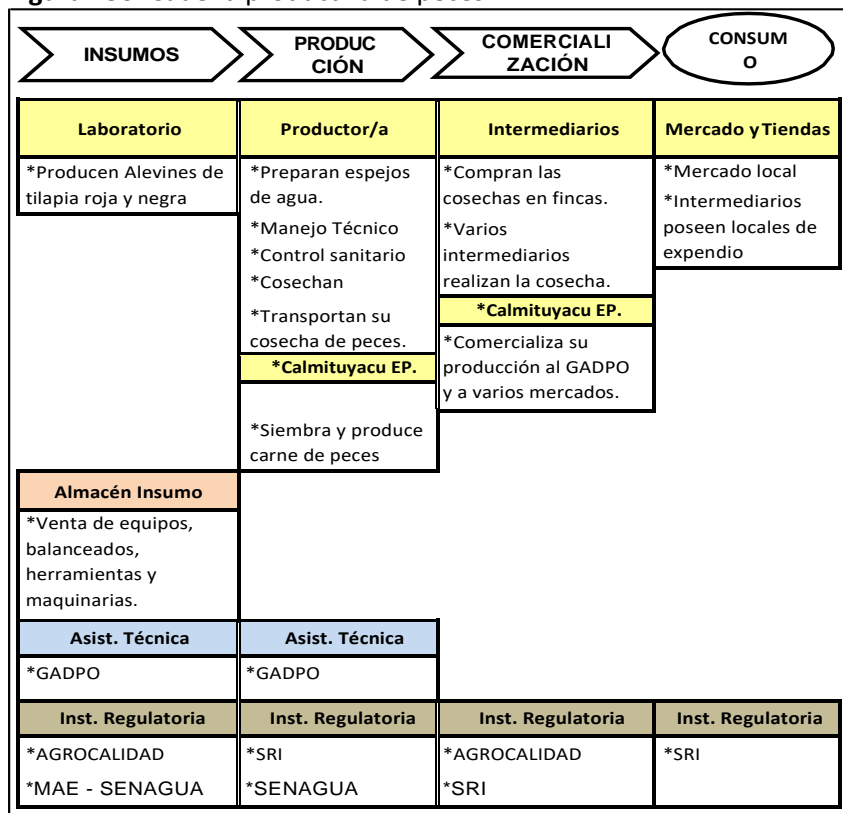 productiva de peces
INSUMOS
PRODUC
CIÓN
COMERCIALI
ZACIÓN
CONSUM
O
Laboratorio
*Producen Alevines de
tilapia roja y negra
Productor/a
*Preparan espejos
de agua.
*Manejo Técnico
*Control sanitario
*Cosechan
*Transportan su
cosecha de peces.
*Calmituyacu EP.
*Siembra y produce
carne de peces
Intermediarios
*Compran las
cosechas en fincas.
*Varios
intermediarios
realizan la cosecha.
*Calmituyacu EP.
*Comercializa su
producción al GADPO
y a varios mercados.
Mercado y Tiendas
*Mercado local
*Intermediarios
poseen locales de
expendio
Almacén Insumo
*Venta de equipos,
balanceados,
herramientas y
maquinarias.
Asist. Técnica
*GADPO
Asist. Técnica
*GADPO
Inst. Regulatoria
*AGROCALIDAD
*MAE - SENAGUA
Inst. Regulatoria
*SRI
*SENAGUA
Inst. Regulatoria
*AGROCALIDAD
*SRI
Inst. Regulatoria
*SRI